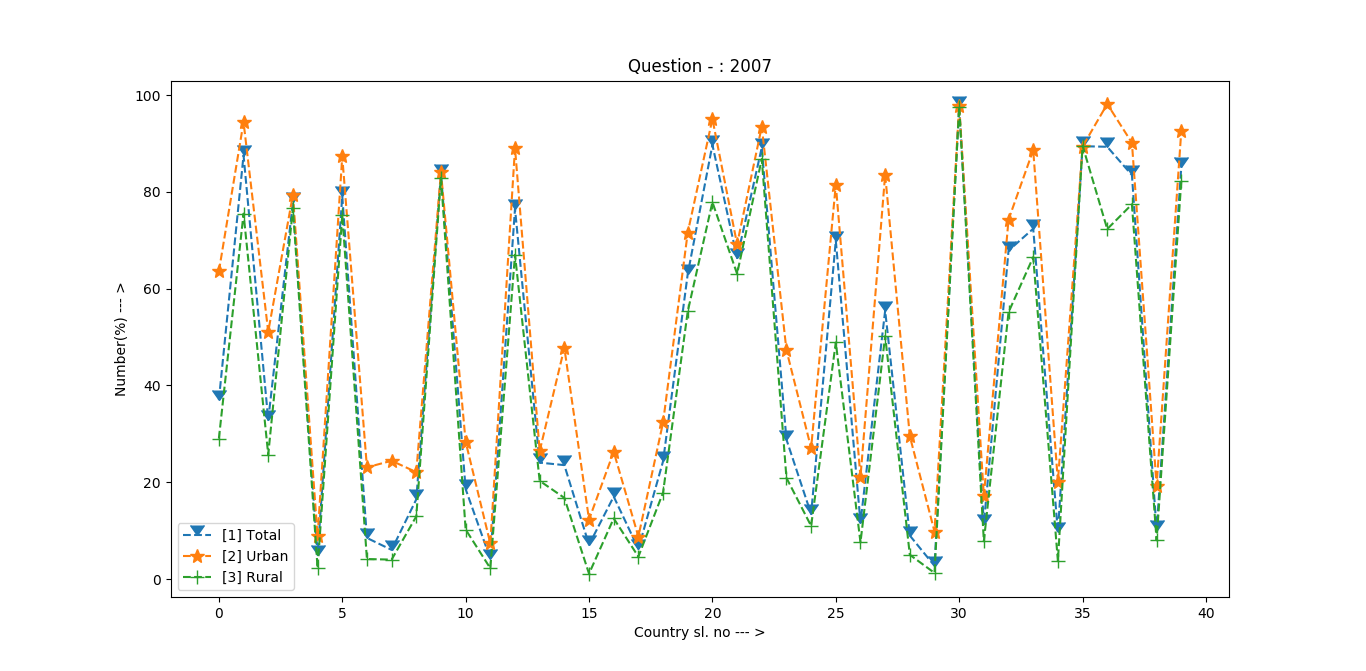 Question - : 2007
Number(%) --- >
100
80
60
40
20
0
[1] Total
[2] Urban
[3] Rural
0 5 10 15 20 25 30 35 40
Country sl. no --- >